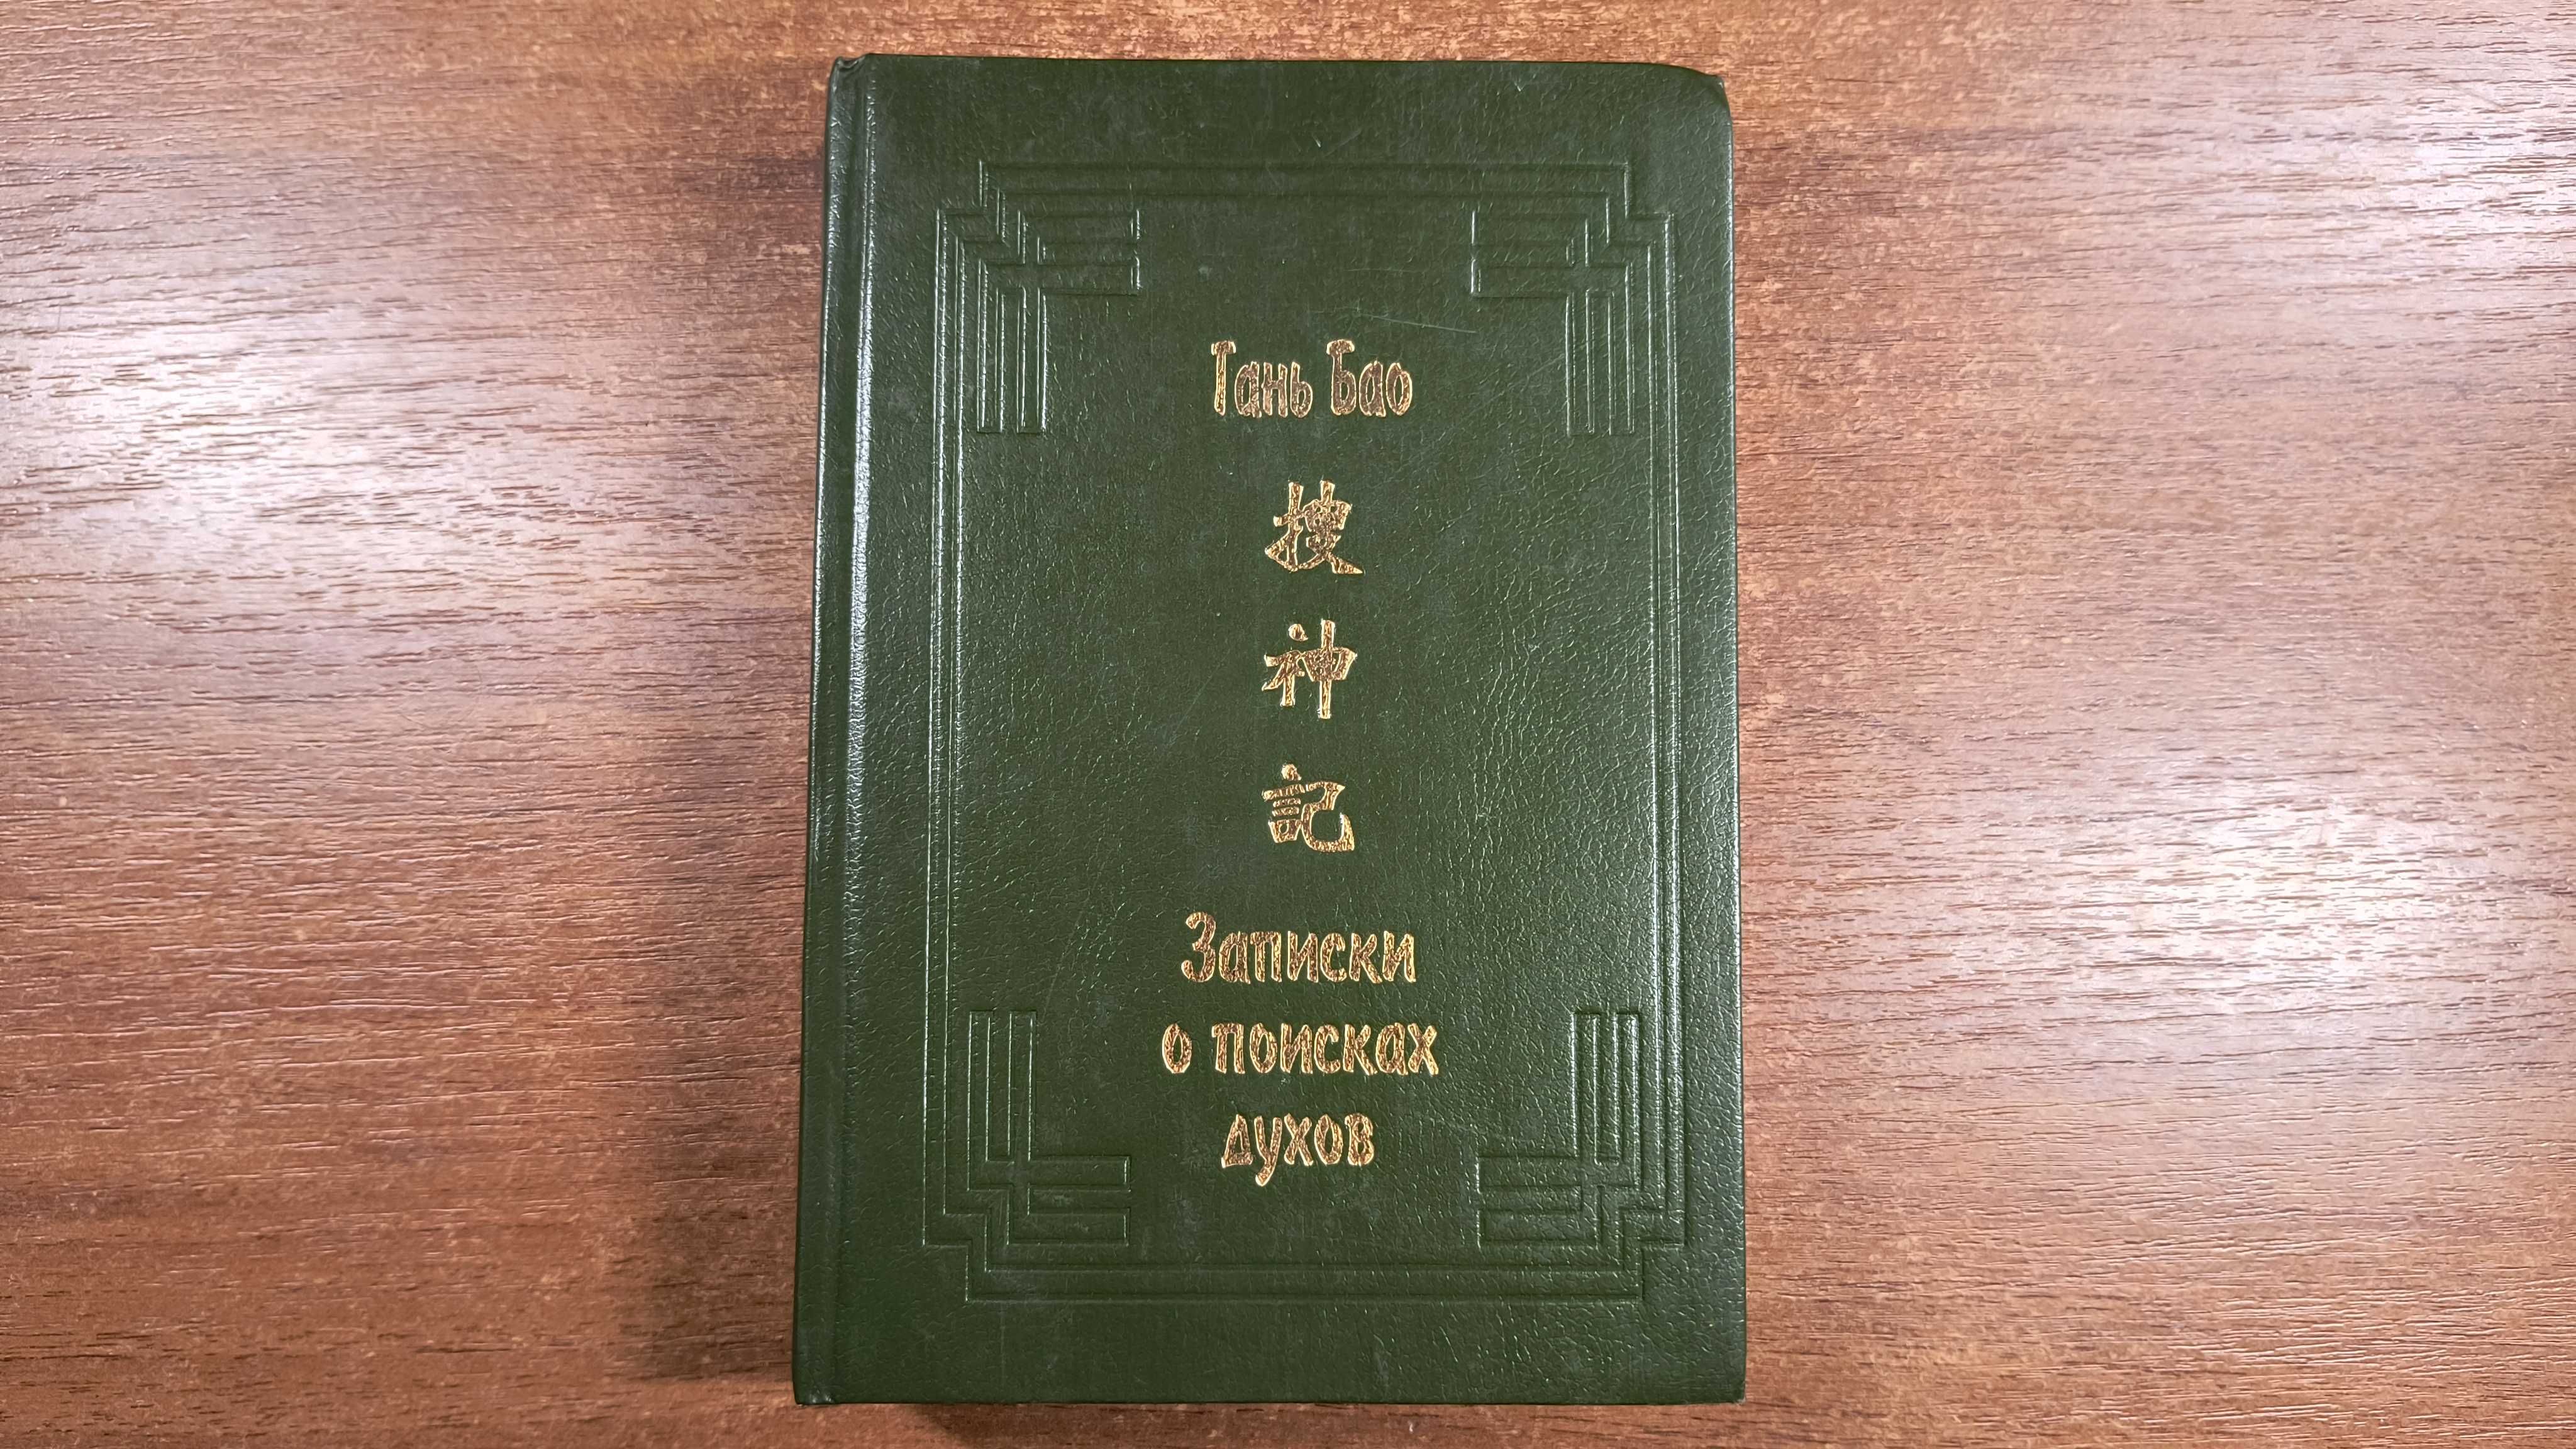 Гань Бао
搜
神
記
Записки
о поисках
духов